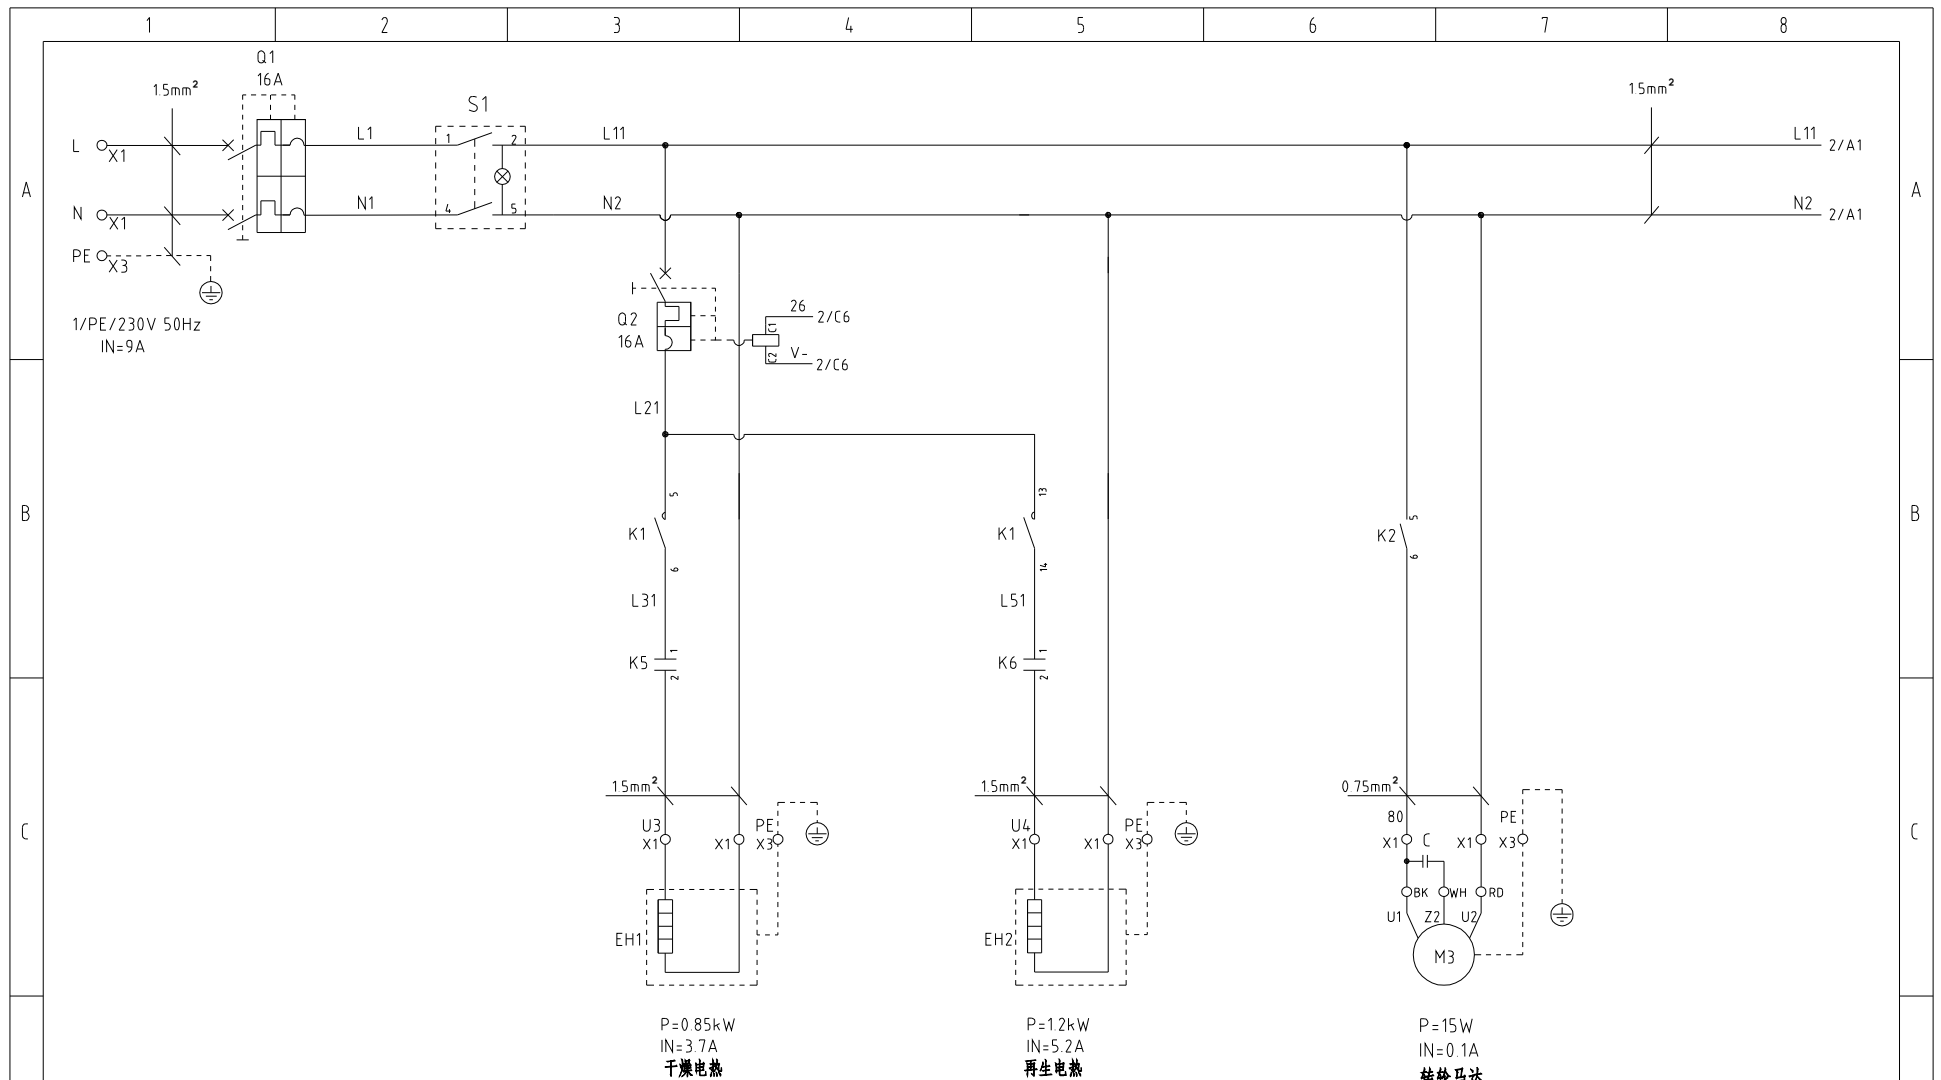 1 2 3 4 5 6 7 8
Q1
16A
1.5mm²
1.5mm²
S1
L X1
L1
1 2
L11
L11 2/A1
A
A
N X1
N1
4 5
N2
N2 2/A1
PE X3
1/PE/230V 50Hz
IN=9A
Q2
16A
26
2/C6
C1
C2
V-
2/C6
L21
B
B
5
K1
6
13
K1
14
5
K2
6
L31
L51
K5
1
2
K6
1
2
1.5mm²
1.5mm²
0.75mm²
C
C
U3
X1
X1
PE
X3
U4
X1
X1
PE
X3
80
X1
C
X1
PE
X3
BK WH RD
U1 Z2 U2
EH1
EH2
M3
P=0.85kW
IN=3.7A
干燥电热
P=1.2kW
IN=5.2A
再生电热
P=15W
IN=0.1A
转轮马达